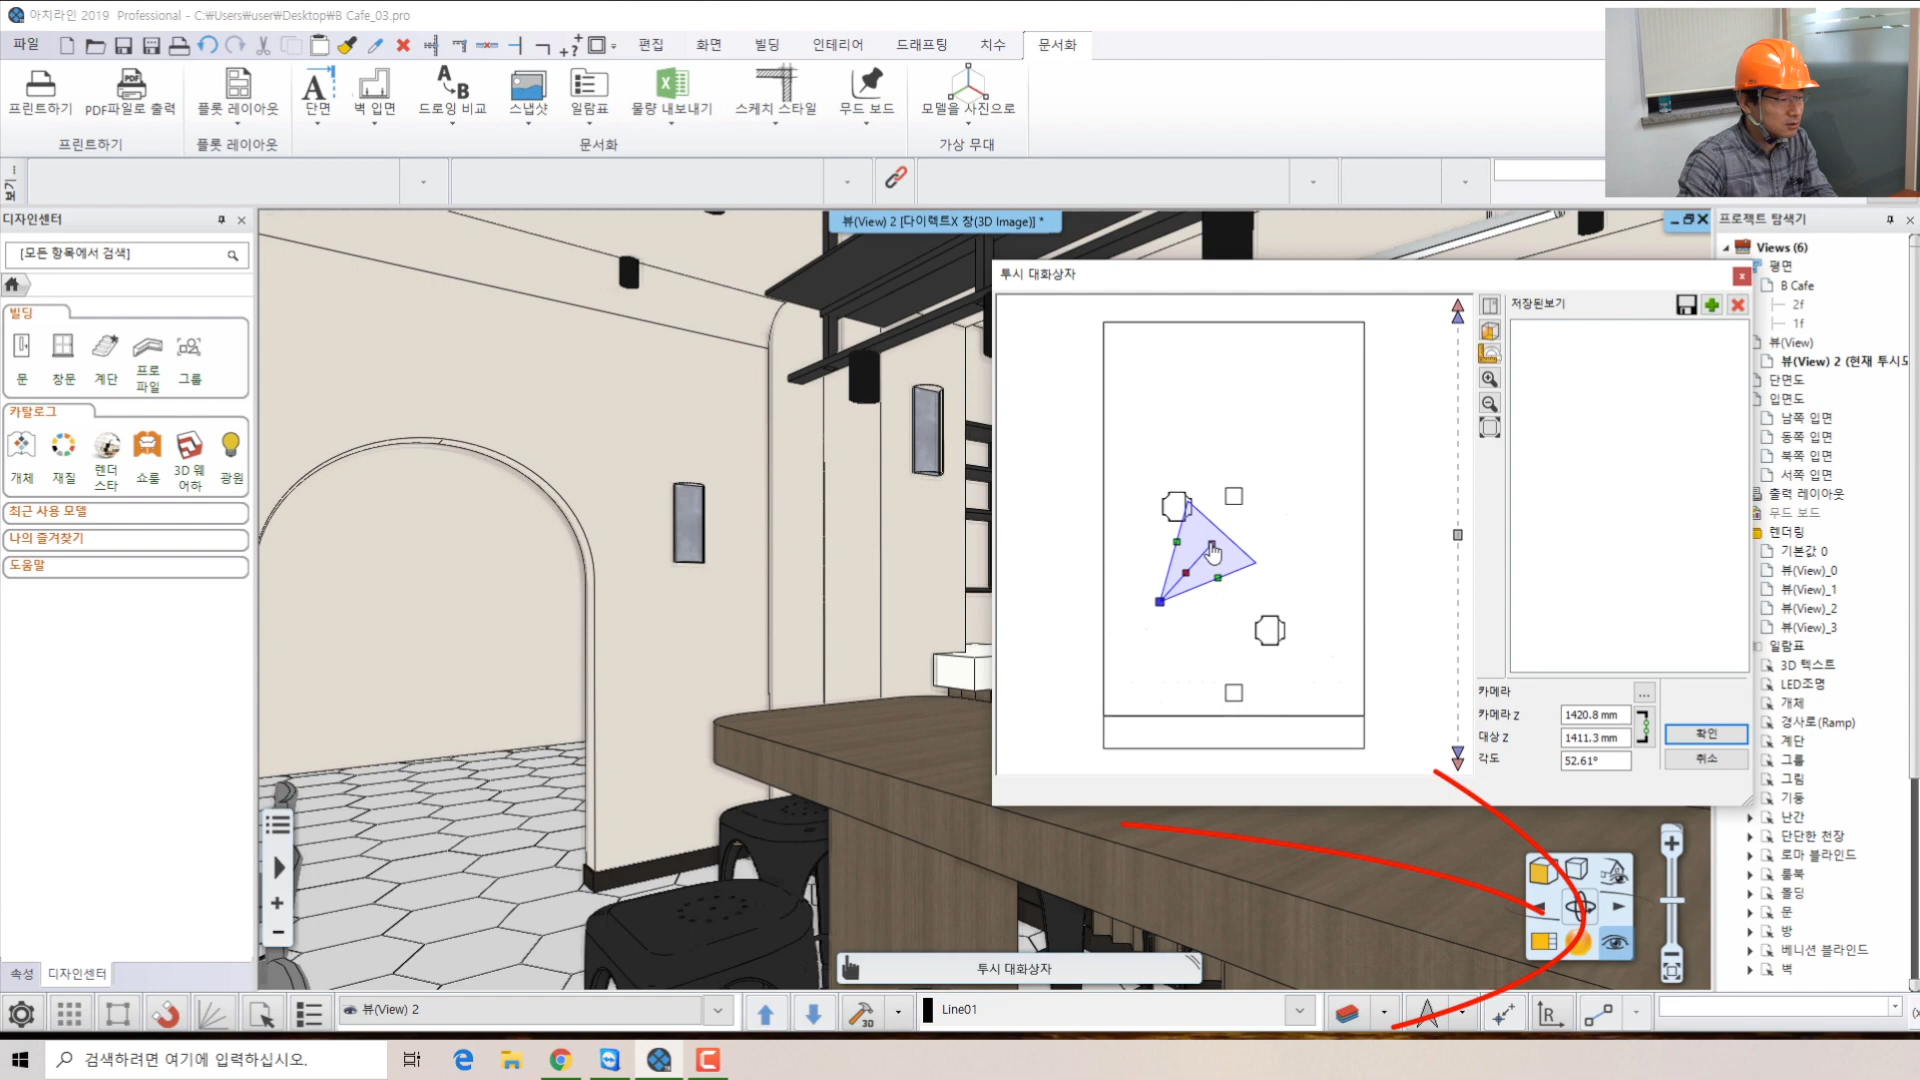 아치라인 2019 Professional - C:₩Users₩user₩Desktop₩B Cafe_03.pro
파일
편집
화면
빌딩
인테리어
드래프팅
치수
문서화
프린트하기
PDF파일로 출력
플롯 레이아웃
단면
벽 입면
드로잉 비교
스냅샷
일람표
물량 내보내기
스케치 스타일
무드 보드
모델을 사진으로
프린트하기
플롯 레이아웃
문서화
가상 무대
보기...
디자인센터
[모든 항목에서 검색]
빌딩
문
창문
계단
프로
파일
그룹
카탈로그
개체
재질
렌더
스타
쇼룸
3D 웨
어하
광원
최근 사용 모델
나의 즐겨찾기
도움말
속성
디자인센터
뷰(View) 2 [다이렉트X 창(3D Image)] *
투시 대화상자
저장된보기
카메라
...
카메라 Z
1420.8 mm
대상 Z
1411.3 mm
각도
52.61°
확인
취소
투시 대화상자
프로젝트 탐색기
Views (6)
평면
B Cafe
2f
1f
뷰(View)
뷰(View) 2 (현재 투시도
단면도
입면도
남쪽 입면
동쪽 입면
북쪽 입면
서쪽 입면
출력 레이아웃
무드 보드
렌더링
기본값 0
뷰(View)_0
뷰(View)_1
뷰(View)_2
뷰(View)_3
일람표
3D 텍스트
LED조명
개체
경사로(Ramp)
계단
그룹
그림
기둥
난간
단단한 천장
로마 블라인드
룸북
몰딩
문
방
베니션 블라인드
벽
뷰(View) 2
3D
Line01
검색하려면 여기에 입력하십시오.